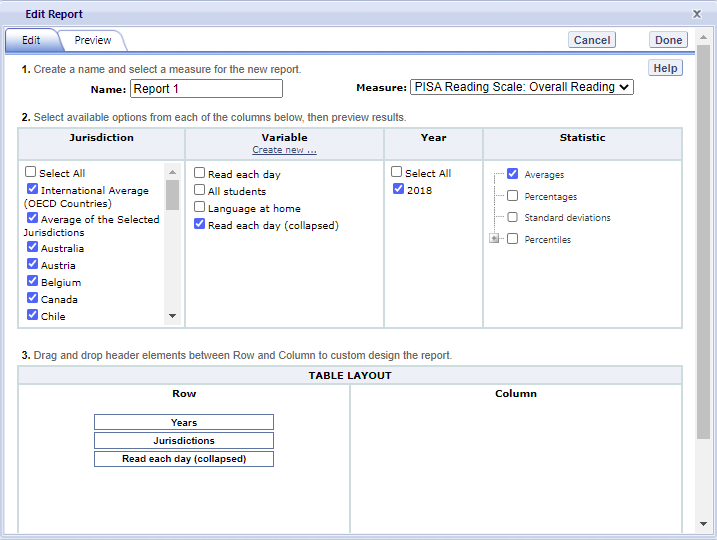 Edit Report
X
Edit
Preview
Cancel
Done
1. Create a name and select a measure for the new report.
Help
Name: Report 1
Measure: PISA Reading Scale: Overall Reading
2. Select available options from each of the columns below, then preview results.
Jurisdiction
Variable
Create new ...
Year
Statistic
Select All
International Average
(OECD Countries)
Average of the Selected
Jurisdictions
Australia
Austria
Belgium
Canada
Chile
Read each day
All students
Language at home
Read each day (collapsed)
Select All
2018
Averages
Percentages
Standard deviations
Percentiles
3. Drag and drop header elements between Row and Column to custom design the report.
TABLE LAYOUT
Row
Column
Years
Jurisdictions
Read each day (collapsed)